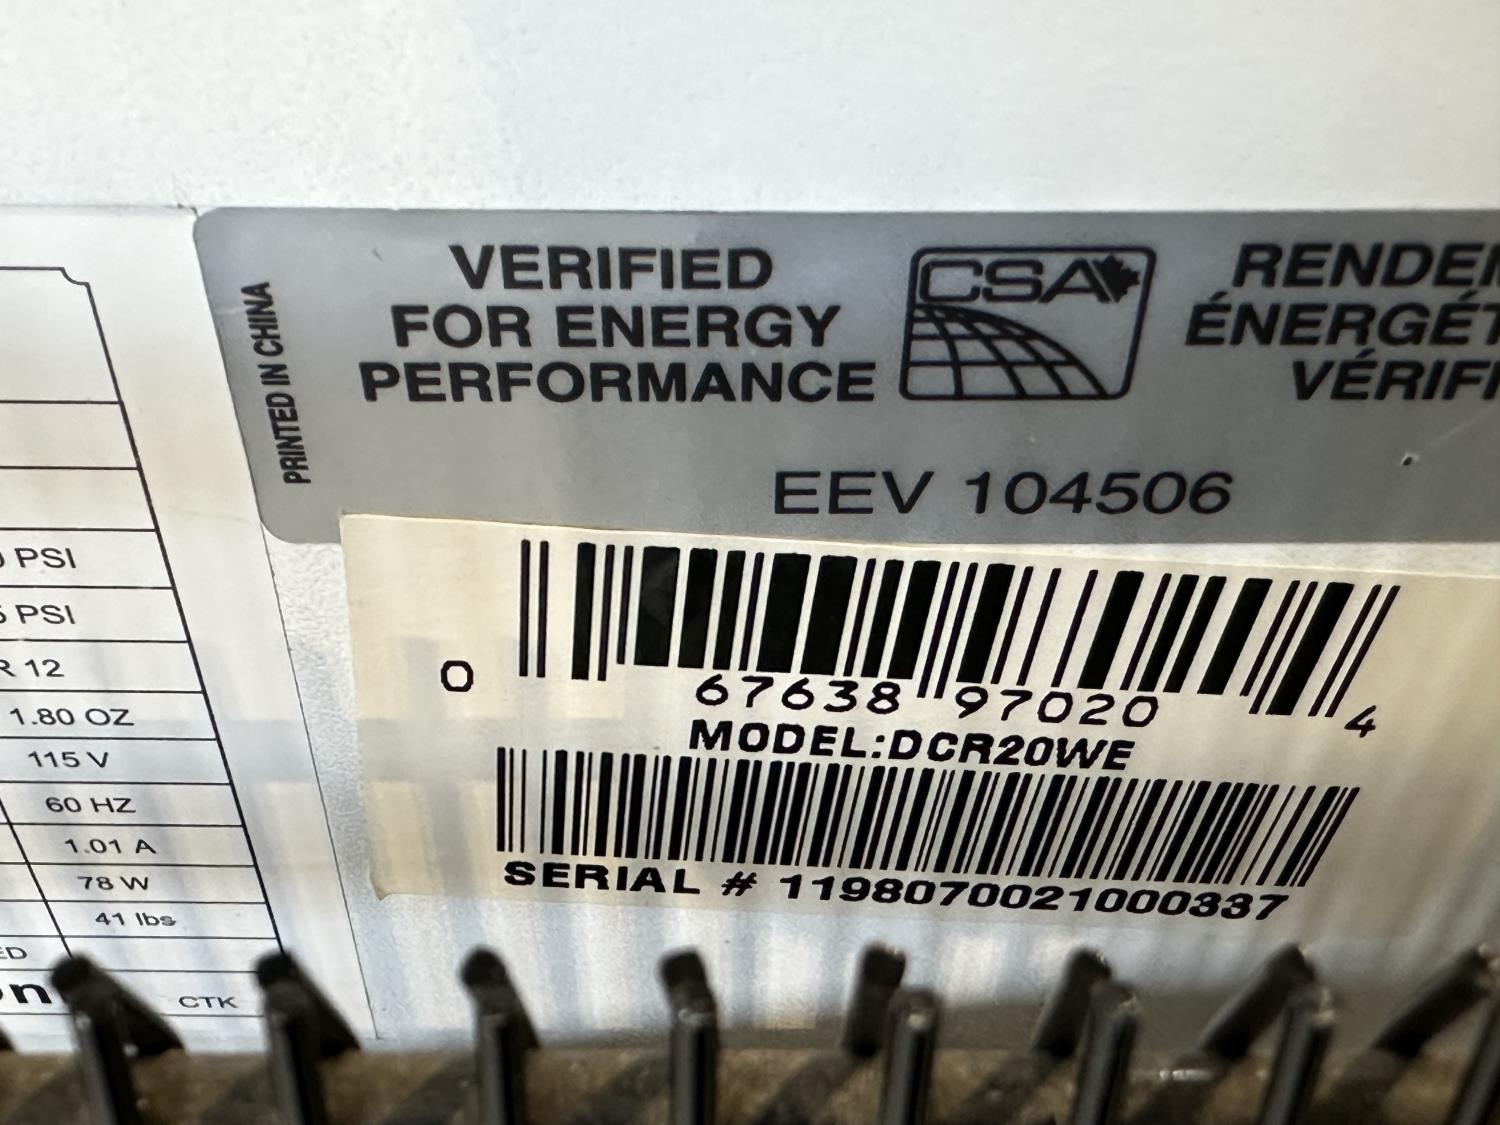 PRINTED IN CHINA
VERIFIED
FOR ENERGY
PERFORMANCE
CSA
VÉRIFI
EEV 104506
PSI
PSI
R 12
1.80 OZ
115 V
60 HZ
1.01 A
78 W
41 lbs
CTK
0 67638 97020 4
MODEL:DCR20WE
SERIAL # 1198070021000337